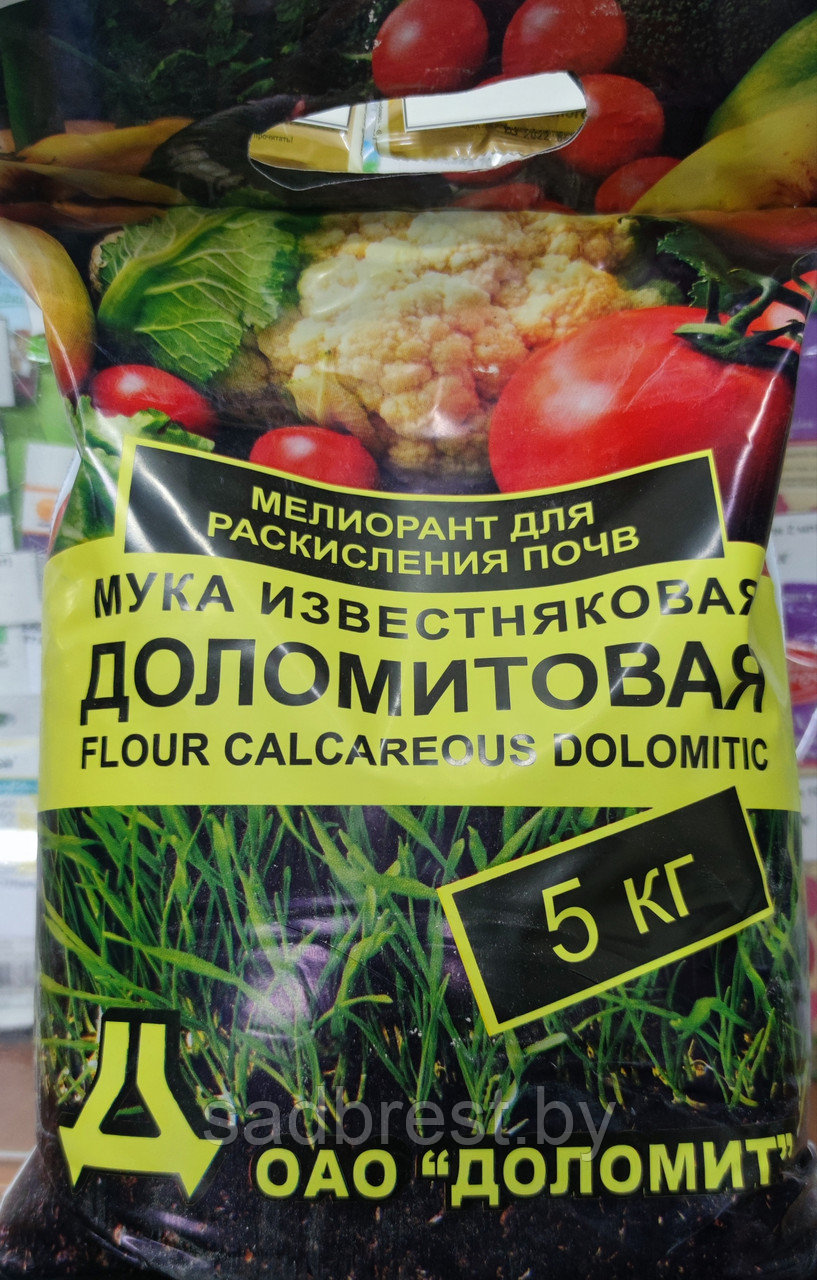 МЕЛИОРАНТ ДЛЯ
РАСКИСЛЕНИЯ ПОЧВ
МУКА ИЗВЕСТНЯКОВАЯ
ДОЛОМИТОВАЯ
FLOUR CALCAREOUS DOLOMITIC
5 кг
sadbrest.by
ОАО “ДОЛОМИТ”